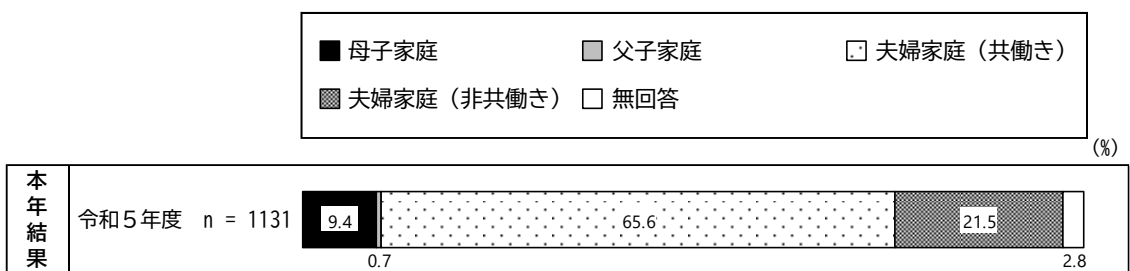 母子家庭 父子家庭 夫婦家庭（共働き）
夫婦家庭（非共働き） 無回答
(%)
本年結果
令和５年度 n = 1131 9.4 65.6 21.5
0.7 2.8